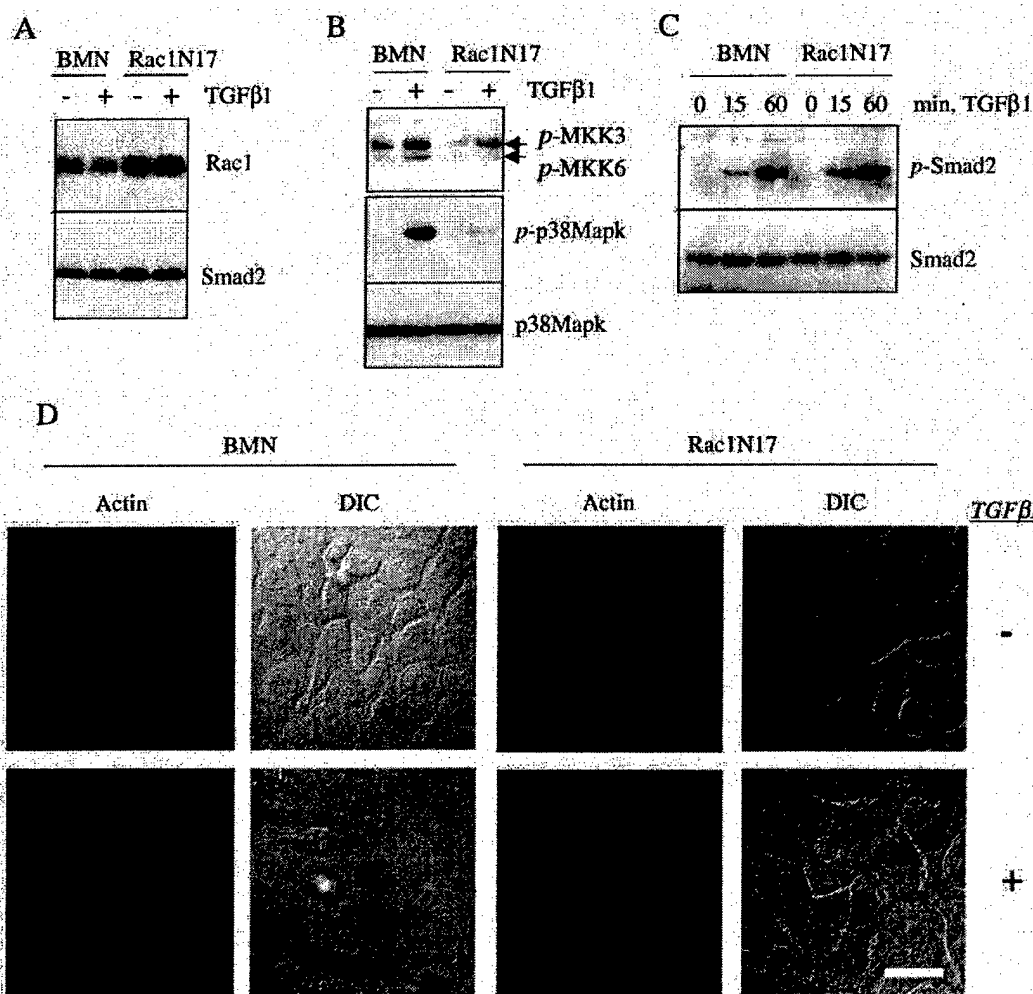 A
BMN Rac1N17
- + - + TGFβ1
Rac1
Smad2
B
BMN Rac1N17
- + - + TGFβ1
p-MKK3
p-MKK6
p-p38Mapk
p38Mapk
C
BMN Rac1N17
0 15 60 0 15 60 min, TGFβ1
p-Smad2
Smad2
D
BMN Rac1N17
Actin DIC Actin DIC TGFβ
-
+